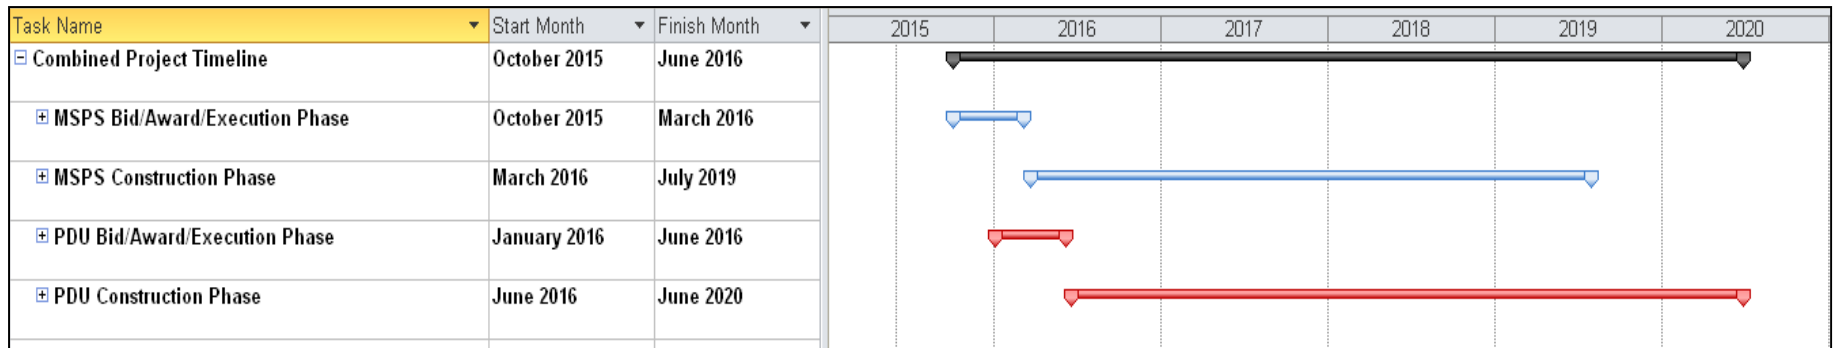 Task Name Start Month Finish Month 2015 2016 2017 2018 2019 2020
Combined Project Timeline October 2015 June 2016
MSPS Bid/Award/Execution Phase October 2015 March 2016
MSPS Construction Phase March 2016 July 2019
PDU Bid/Award/Execution Phase January 2016 June 2016
PDU Construction Phase June 2016 June 2020